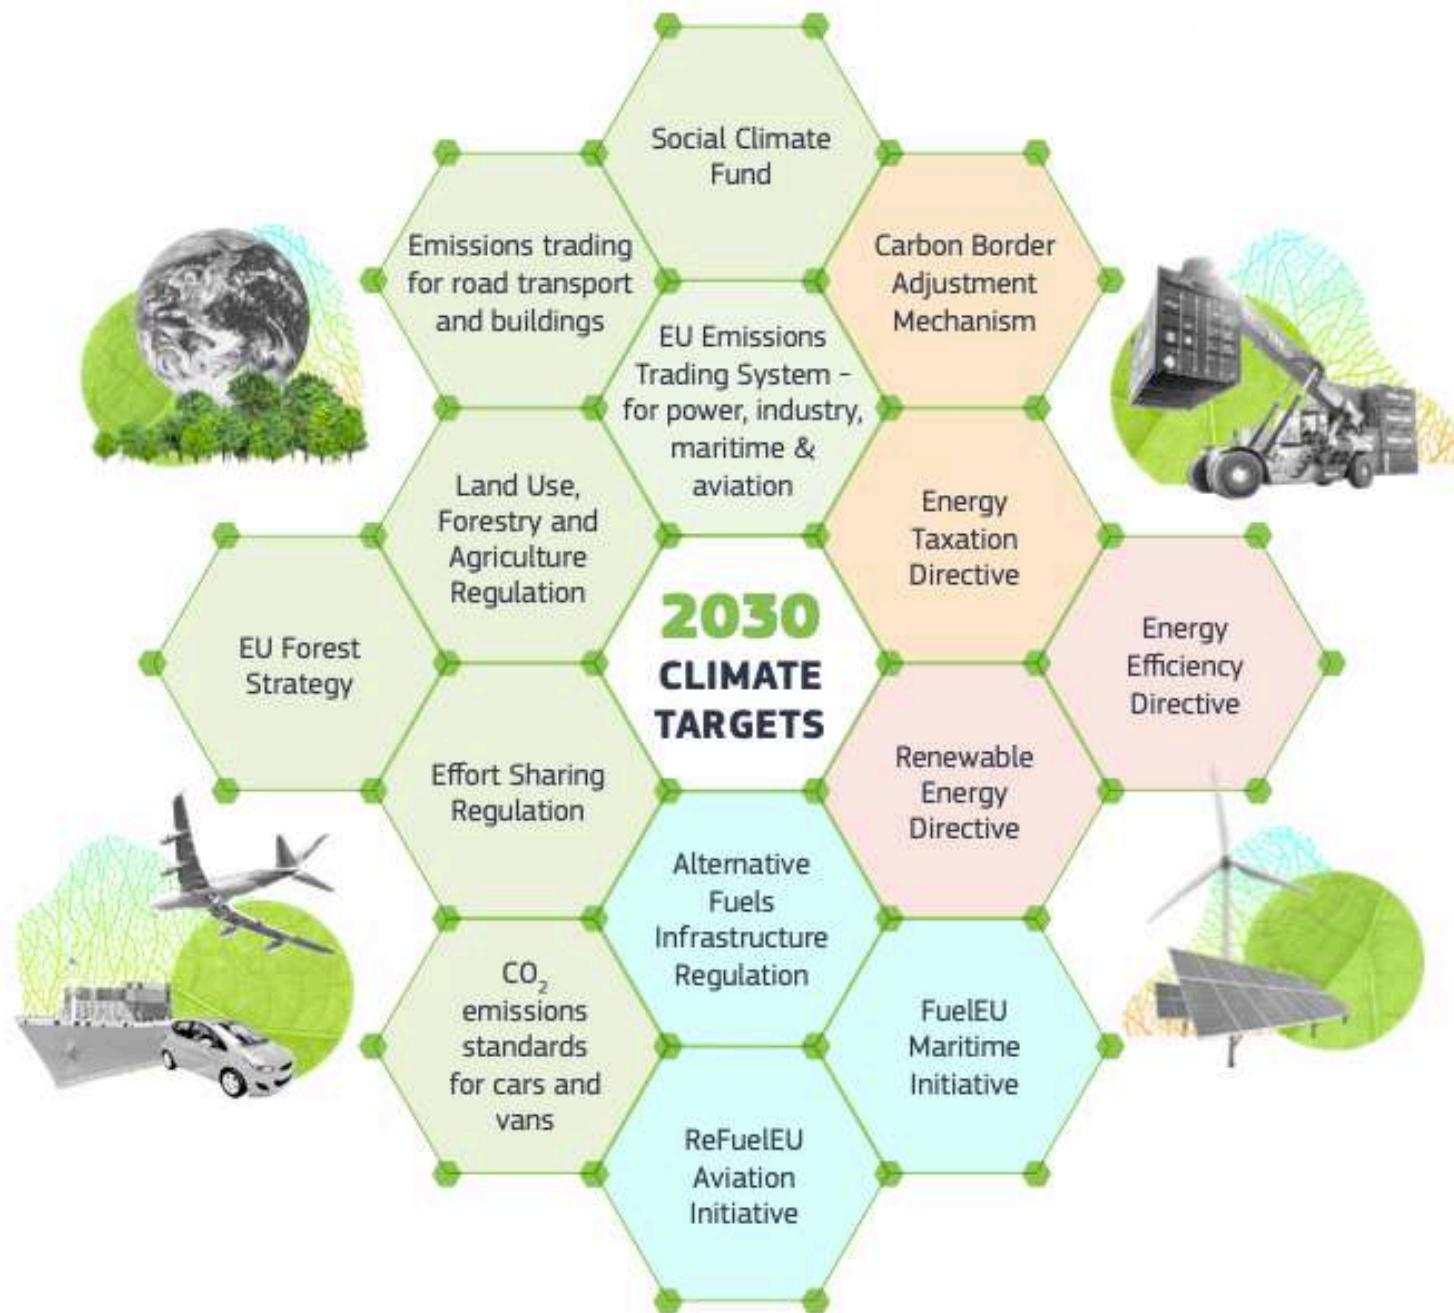 Social Climate
Fund
Emissions trading
for road transport
and buildings
Carbon Border
Adjustment
Mechanism
EU Emissions
Trading System -
for power, industry,
maritime &
aviation
Land Use,
Forestry and
Agriculture
Regulation
Energy
Taxation
Directive
EU Forest
Strategy
2030
CLIMATE
TARGETS
Energy
Efficiency
Directive
Effort Sharing
Regulation
Renewable
Energy
Directive
Alternative
Fuels
Infrastructure
Regulation
CO₂
emissions
standards
for cars and
vans
FuelEU
Maritime
Initiative
ReFuelEU
Aviation
Initiative